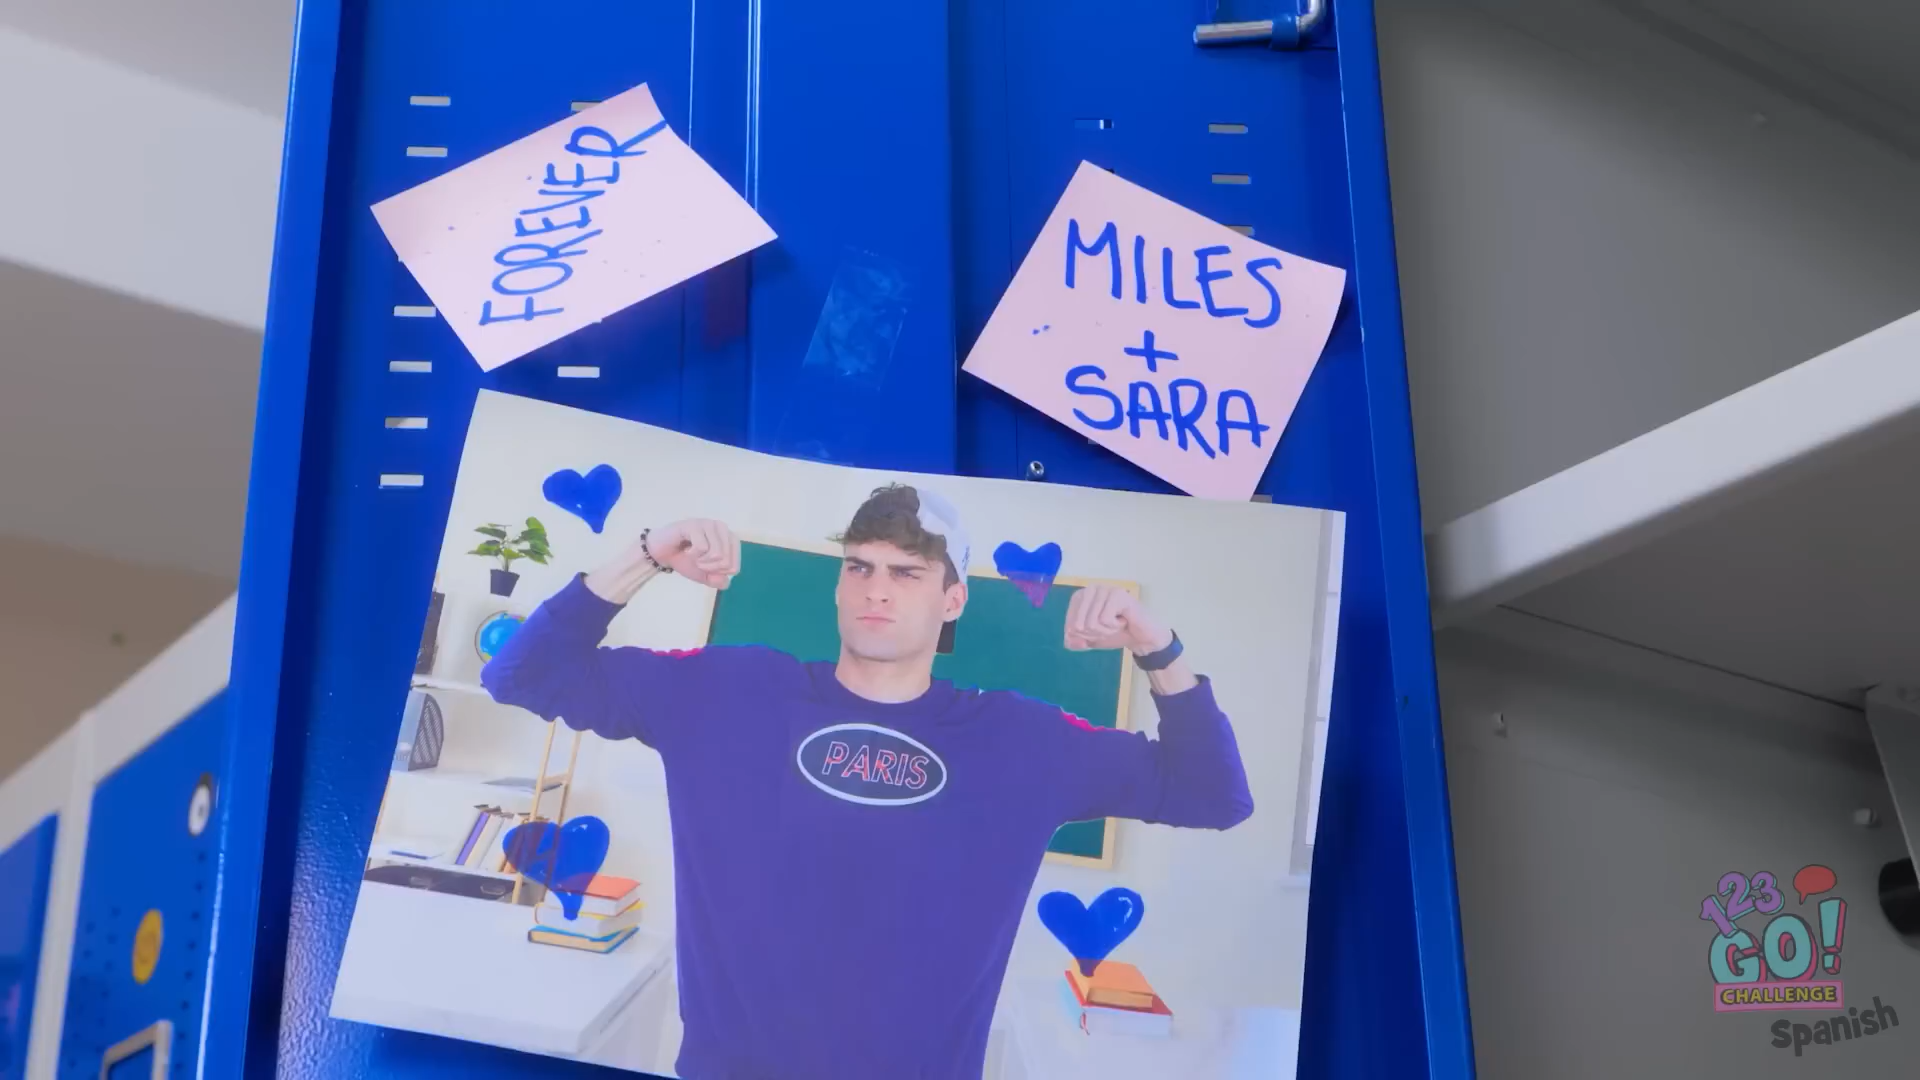 FOREVER
MILES
+
SARA
PARIS
123
GO!
CHALLENGE
Spanish